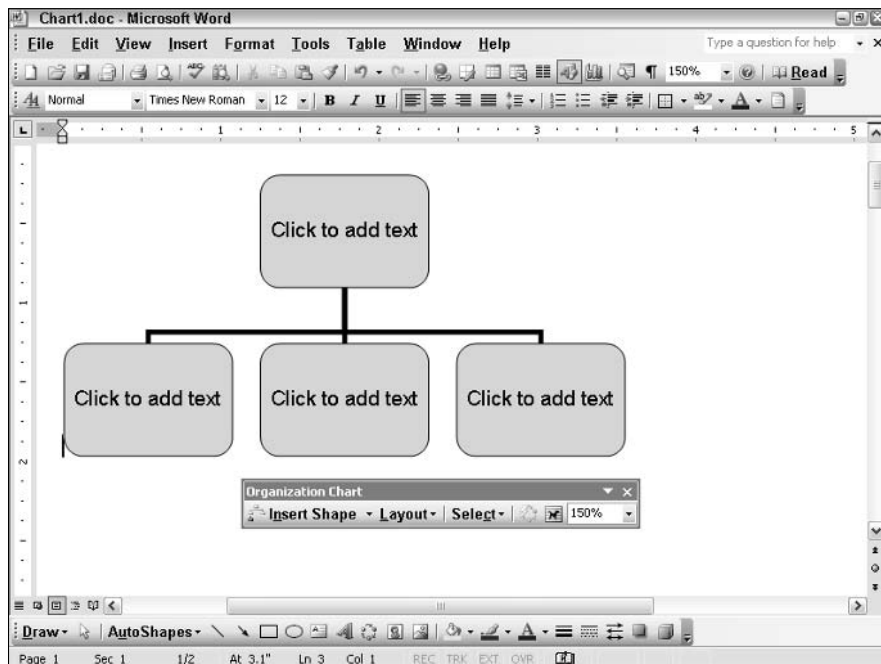 Chart1.doc - Microsoft Word
File Edit View Insert Format Tools Table Window Help Type a question for help
150% Read
Normal Times New Roman 12 B I U
1 2 3 4 5
Click to add text
1
Click to add text Click to add text Click to add text
2
Organization Chart
Insert Shape Layout Select 150%
Draw AutoShapes
Page 1 Sec 1 1/2 At 3.1" Ln 3 Col 1 REC TRK EXT OVR